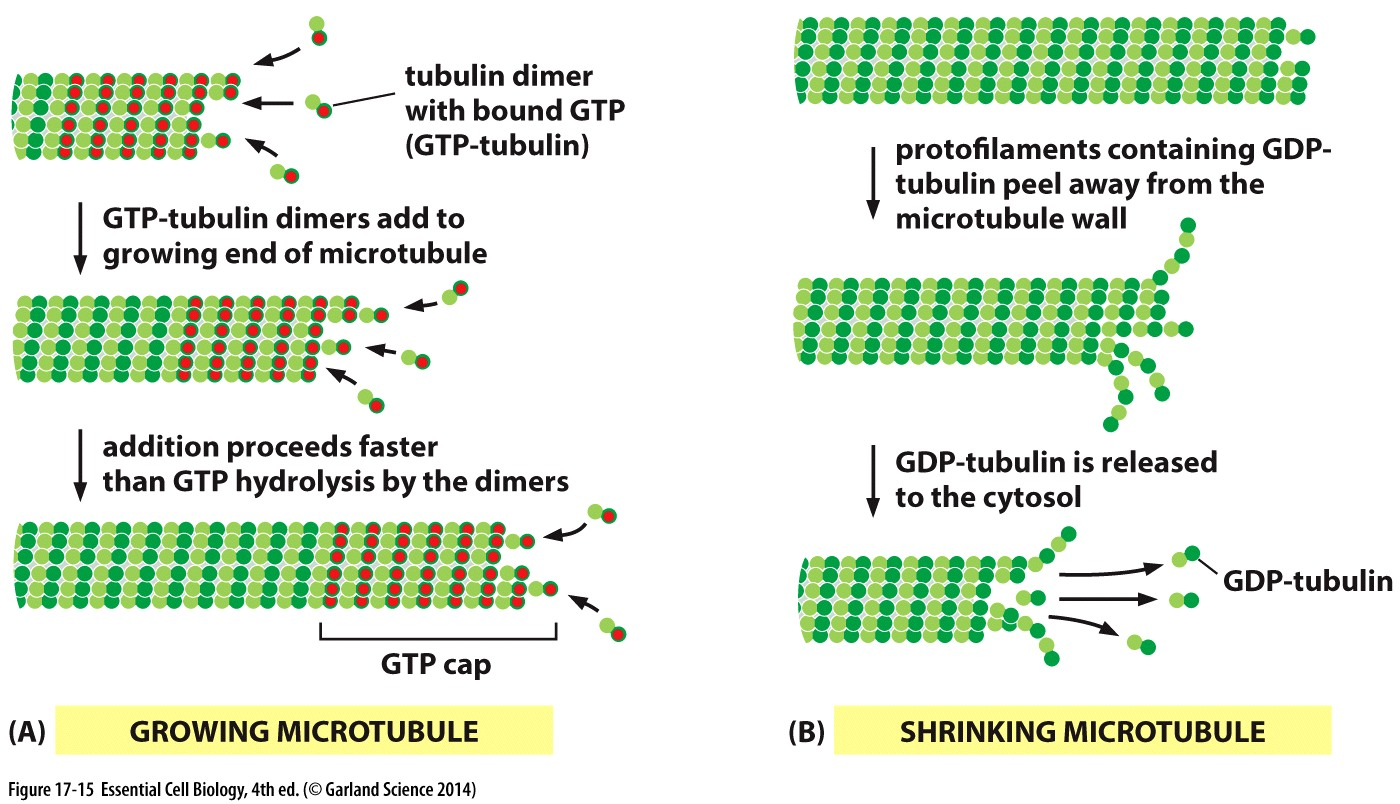 tubulin dimer
with bound GTP
(GTP-tubulin)
GTP-tubulin dimers add to
growing end of microtubule
addition proceeds faster
than GTP hydrolysis by the dimers
GTP cap
(A) GROWING MICROTUBULE
protofilaments containing GDP-
tubulin peel away from the
microtubule wall
GDP-tubulin is released
to the cytosol
GDP-tubulin
(B) SHRINKING MICROTUBULE
Figure 17-15 Essential Cell Biology, 4th ed. (© Garland Science 2014)